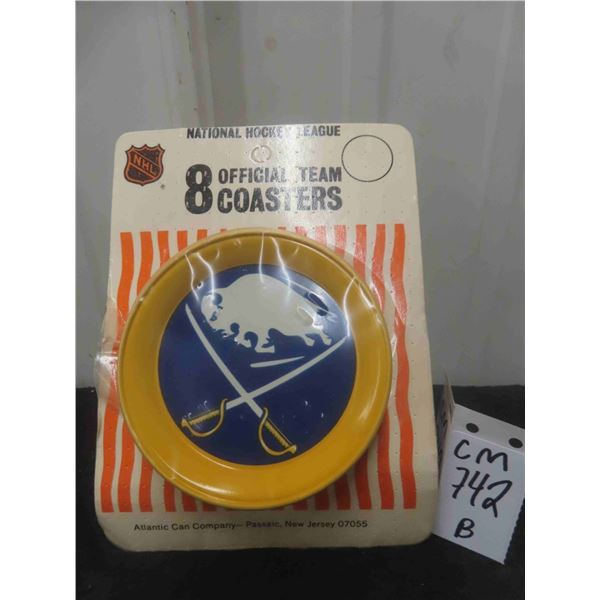 NATIONAL HOCKEY LEAGUE
NHL
8 OFFICIAL TEAM
COASTERS
Atlantic Can Company— Passaic, New Jersey 07055
CM
742
B